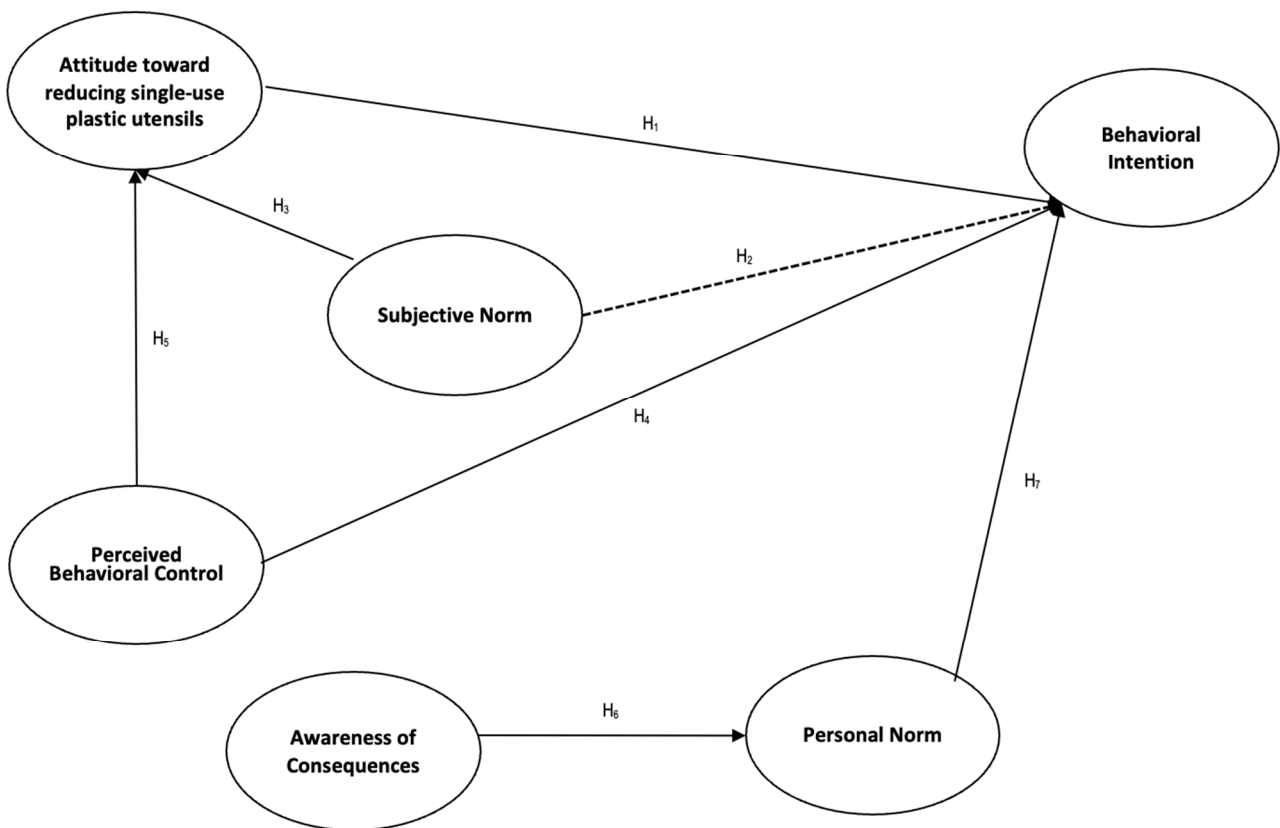 Attitude toward
reducing single-use
plastic utensils
H₁
Behavioral
Intention
H₃
H₂
Subjective Norm
H₅
H₄
Perceived
Behavioral Control
H₇
H₆
Awareness of
Consequences
Personal Norm